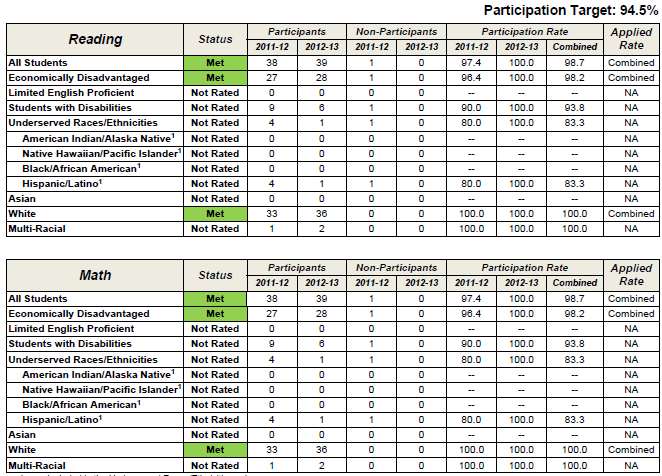 Participation Target: 94.5%
Reading Status Participants Non-Participants Participation Rate Applied Rate
2011-12 2012-13 2011-12 2012-13 2011-12 2012-13 Combined
All Students Met 38 39 1 0 97.4 100.0 98.7 Combined
Economically Disadvantaged Met 27 28 1 0 96.4 100.0 98.2 Combined
Limited English Proficient Not Rated 0 0 0 0 -- -- -- NA
Students with Disabilities Not Rated 9 6 1 0 90.0 100.0 93.8 NA
Underserved Races/Ethnicities Not Rated 4 1 1 0 80.0 100.0 83.3 NA
American Indian/Alaska Native¹ Not Rated 0 0 0 0 -- -- -- NA
Native Hawaiian/Pacific Islander¹ Not Rated 0 0 0 0 -- -- -- NA
Black/African American¹ Not Rated 0 0 0 0 -- -- -- NA
Hispanic/Latino¹ Not Rated 4 1 1 0 80.0 100.0 83.3 NA
Asian Not Rated 0 0 0 0 -- -- -- NA
White Met 33 36 0 0 100.0 100.0 100.0 Combined
Multi-Racial Not Rated 1 2 0 0 100.0 100.0 100.0 NA
Math Status Participants Non-Participants Participation Rate Applied Rate
2011-12 2012-13 2011-12 2012-13 2011-12 2012-13 Combined
All Students Met 38 39 1 0 97.4 100.0 98.7 Combined
Economically Disadvantaged Met 27 28 1 0 96.4 100.0 98.2 Combined
Limited English Proficient Not Rated 0 0 0 0 -- -- -- NA
Students with Disabilities Not Rated 9 6 1 0 90.0 100.0 93.8 NA
Underserved Races/Ethnicities Not Rated 4 1 1 0 80.0 100.0 83.3 NA
American Indian/Alaska Native¹ Not Rated 0 0 0 0 -- -- -- NA
Native Hawaiian/Pacific Islander¹ Not Rated 0 0 0 0 -- -- -- NA
Black/African American¹ Not Rated 0 0 0 0 -- -- -- NA
Hispanic/Latino¹ Not Rated 4 1 1 0 80.0 100.0 83.3 NA
Asian Not Rated 0 0 0 0 -- -- -- NA
White Met 33 36 0 0 100.0 100.0 100.0 Combined
Multi-Racial Not Rated 1 2 0 0 100.0 100.0 100.0 NA